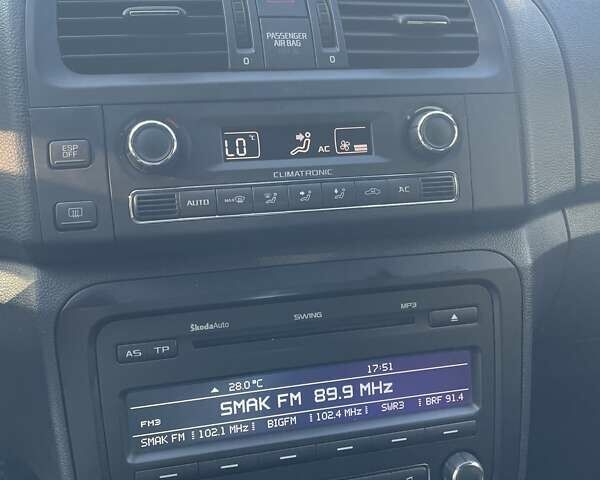 0
PASSENGER
AIR BAG
0
ESP
OFF
LO °C
AC
CLIMATRONIC
AUTO MAX AC
ŠkodaAuto SWING MP3
AS TP
28.0°C 17:51
SMAK FM 89.9 MHz
FM3
SMAK FM 102.1 MHz BIGFM 102.4 MHz SWR3 BRF 91.4